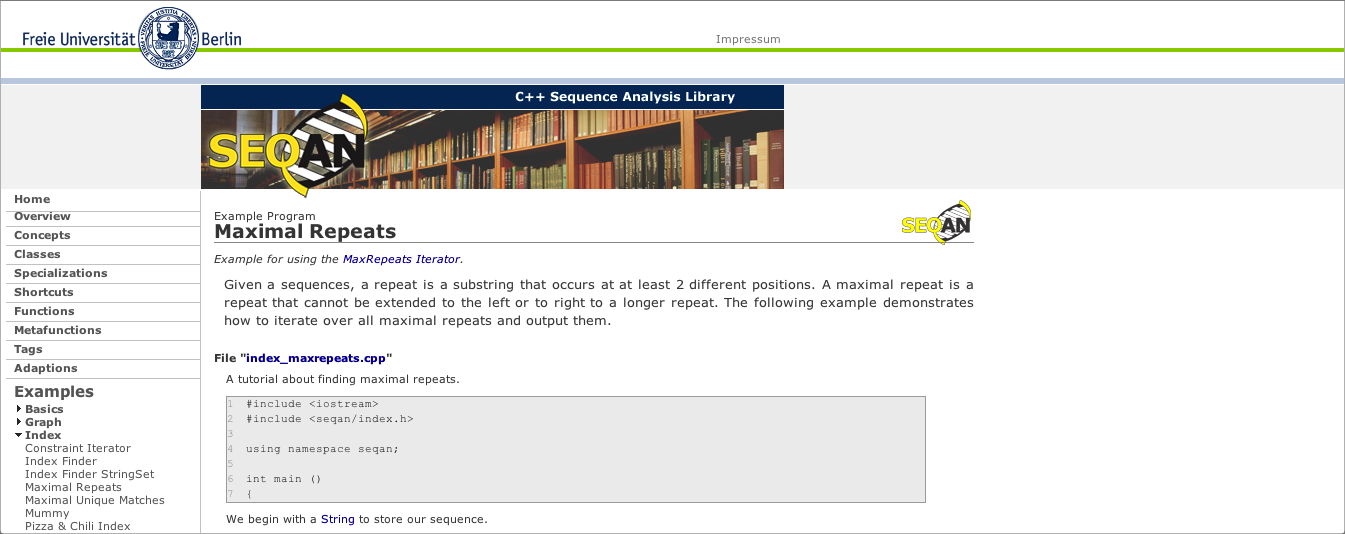 Freie Universität Berlin
Impressum
C++ Sequence Analysis Library
SEQAN
Home
Overview
Concepts
Classes
Specializations
Shortcuts
Functions
Metafunctions
Tags
Adaptions
Examples
Basics
Graph
Index
Constraint Iterator
Index Finder
Index Finder StringSet
Maximal Repeats
Maximal Unique Matches
Mummy
Pizza & Chili Index
Example Program
Maximal Repeats
SEQAN
Example for using the MaxRepeats Iterator.
Given a sequences, a repeat is a substring that occurs at at least 2 different positions. A maximal repeat is a
repeat that cannot be extended to the left or to right to a longer repeat. The following example demonstrates
how to iterate over all maximal repeats and output them.
File "index_maxrepeats.cpp"
A tutorial about finding maximal repeats.
1 #include <iostream>
2 #include <seqan/index.h>
3
4 using namespace seqan;
5
6 int main ()
7 {
We begin with a String to store our sequence.